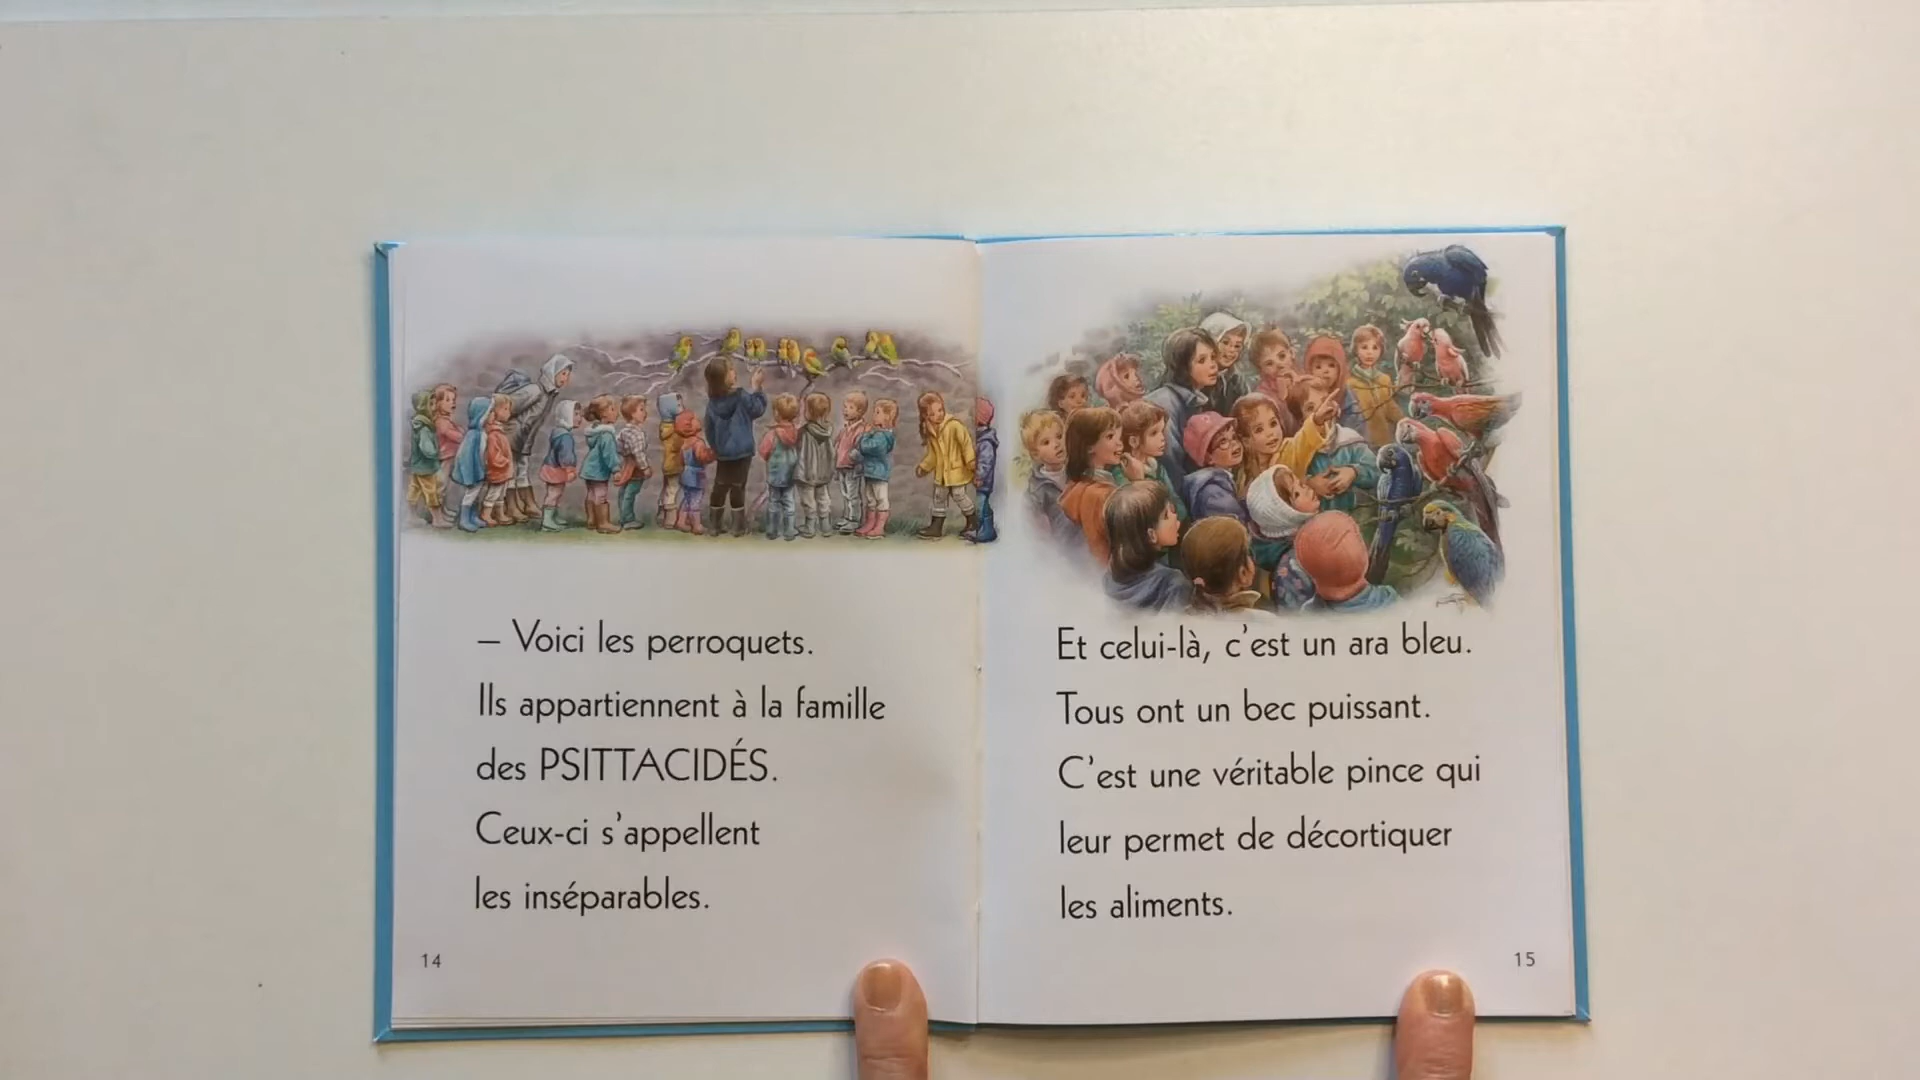 – Voici les perroquets.
Ils appartiennent à la famille
des PSITTACIDÉS.
Ceux-ci s'appellent
les inséparables.
14
Et celui-là, c'est un ara bleu.
Tous ont un bec puissant.
C'est une véritable pince qui
leur permet de décortiquer
les aliments.
15